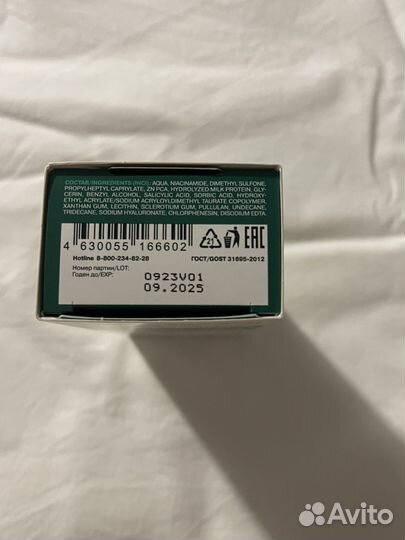 СОСТАВ/INGREDIENTS (INCI): AQUA, NIACINAMIDE, DIMETHYL SULFONE,
PROPYLHEPTYL CAPRYLATE, ZN PCA, HYDROLYZED MILK PROTEIN, GLY-
CERIN, BENZYL ALCOHOL, SALICYLIC ACID, SORBIC ACID, HYDROXY-
ETHYL ACRYLATE/SODIUM ACRYLOYLDIMETHYL TAURATE COPOLYMER,
XANTHAN GUM, LECITHIN, SCLEROTIUM GUM, PULLULAN, UNDECANE,
TRIDECANE, SODIUM HYALURONATE, CHLORPHENESIN, DISODIUM EDTA
4 630055 166602
21
EAC
Hotline 8-800-234-82-28
ГОСТ/GOST 31695-2012
Номер партии/LOT: 0923V01
Годен до/EXP: 09.2025
Avito